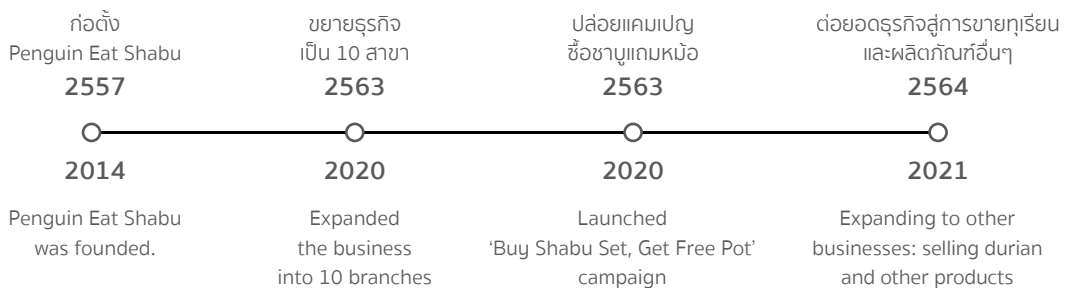 ก่อตั้ง
Penguin Eat Shabu
2557
ขยายธุรกิจ
เป็น 10 สาขา
2563
ปล่อยแคมเปญ
ซื้อชาบูแถมหม้อ
2563
ต่อยอดธุรกิจสู่การขายทุเรียน
และผลิตภัณฑ์อื่นๆ
2564
2014
Penguin Eat Shabu
was founded.
2020
Expanded
the business
into 10 branches
2020
Launched
‘Buy Shabu Set, Get Free Pot’
campaign
2021
Expanding to other
businesses: selling durian
and other products